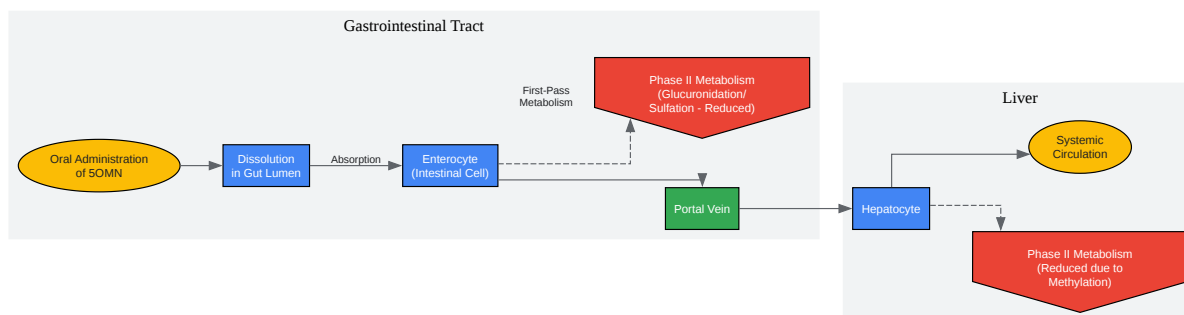 Gastrointestinal Tract
Oral Administration
of 5OMN
Dissolution
in Gut Lumen
Absorption
Enterocyte
(Intestinal Cell)
First-Pass
Metabolism
Phase II Metabolism
(Glucuronidation/
Sulfation - Reduced)
Portal Vein
Liver
Hepatocyte
Systemic
Circulation
Phase II Metabolism
(Reduced due to
Methylation)